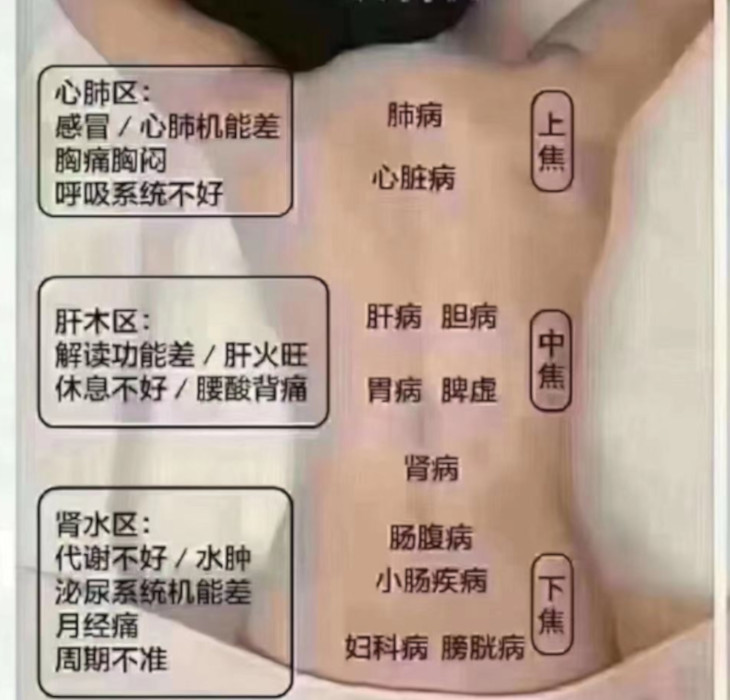 心肺区：
感冒 / 心肺机能差
胸痛胸闷
呼吸系统不好
肺病
心脏病
上焦
肝木区：
解读功能差 / 肝火旺
休息不好 / 腰酸背痛
肝病 胆病
胃病 脾虚
中焦
肾病
肾水区：
代谢不好 / 水肿
泌尿系统机能差
月经痛
周期不准
肠腹病
小肠疾病
妇科病 膀胱病
下焦